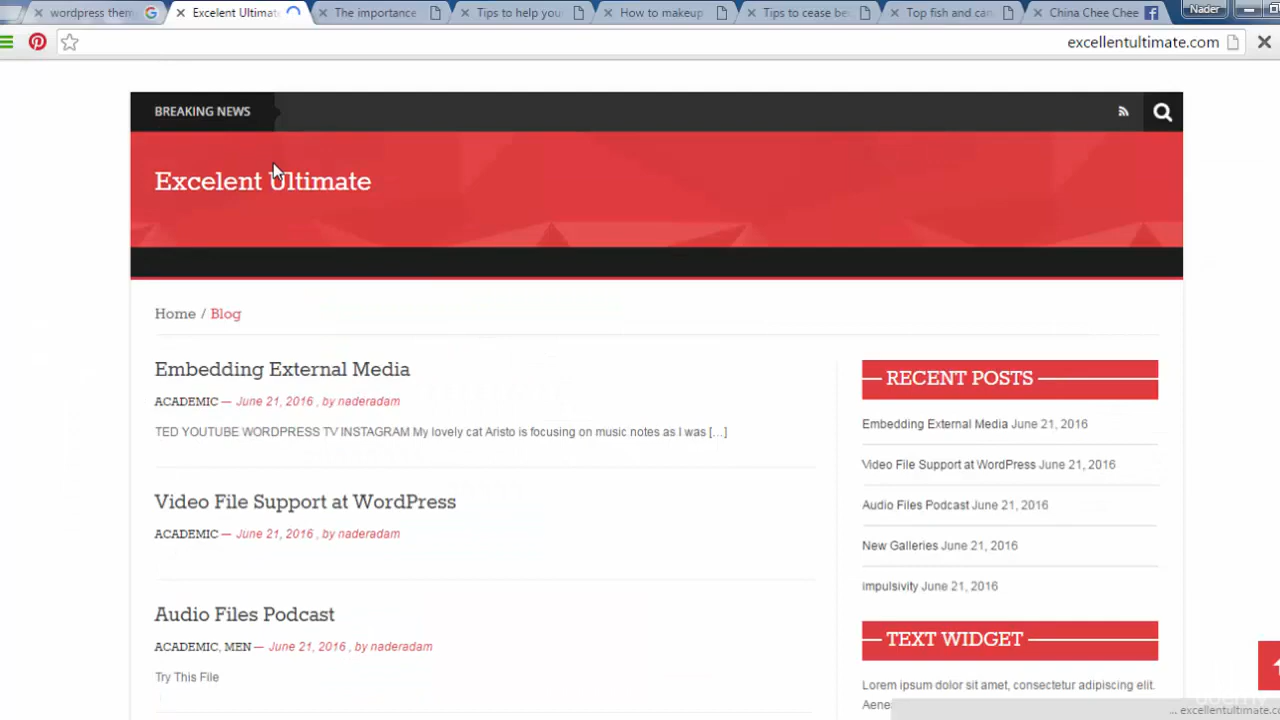 wordpress them
Excelent Ultimate
The importance
Tips to help you
How to makeup
Tips to cease be
Top fish and can
China Chee Chee
Nader
excellentultimate.com
BREAKING NEWS
Excelent Ultimate
Home / Blog
Embedding External Media
ACADEMIC — June 21, 2016 , by naderadam
TED YOUTUBE WORDPRESS TV INSTAGRAM My lovely cat Aristo is focusing on music notes as I was [...]
Video File Support at WordPress
ACADEMIC — June 21, 2016 , by naderadam
Audio Files Podcast
ACADEMIC, MEN — June 21, 2016 , by naderadam
Try This File
RECENT POSTS
Embedding External Media June 21, 2016
Video File Support at WordPress June 21, 2016
Audio Files Podcast June 21, 2016
New Galleries June 21, 2016
impulsivity June 21, 2016
TEXT WIDGET
Lorem ipsum dolor sit amet, consectetur adipiscing elit.
Aene
... excellentultimate.co